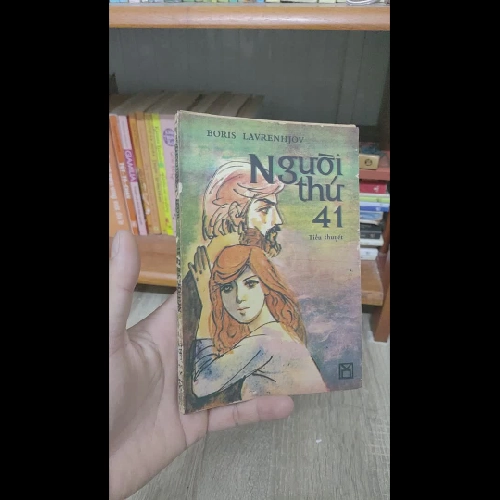 BORIS LAVRENHJOV
Người
thứ
41
Tiểu thuyết